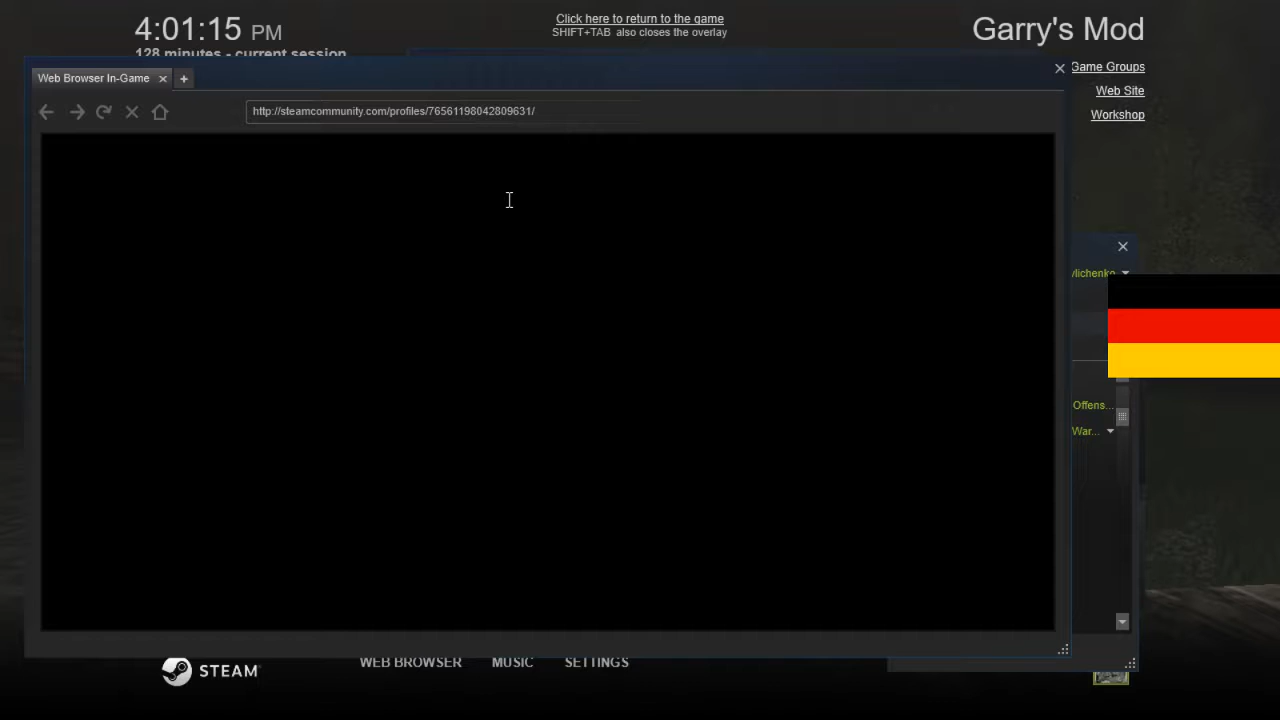 4:01:15 PM
128 minutes - current session
Click here to return to the game
SHIFT+TAB also closes the overlay
Garry's Mod
Game Groups
Web Site
Workshop
Web Browser In-Game
http://steamcommunity.com/profiles/76561198042809631/
vlichenko
Offens...
War...
STEAM
WEB BROWSER
MUSIC
SETTINGS